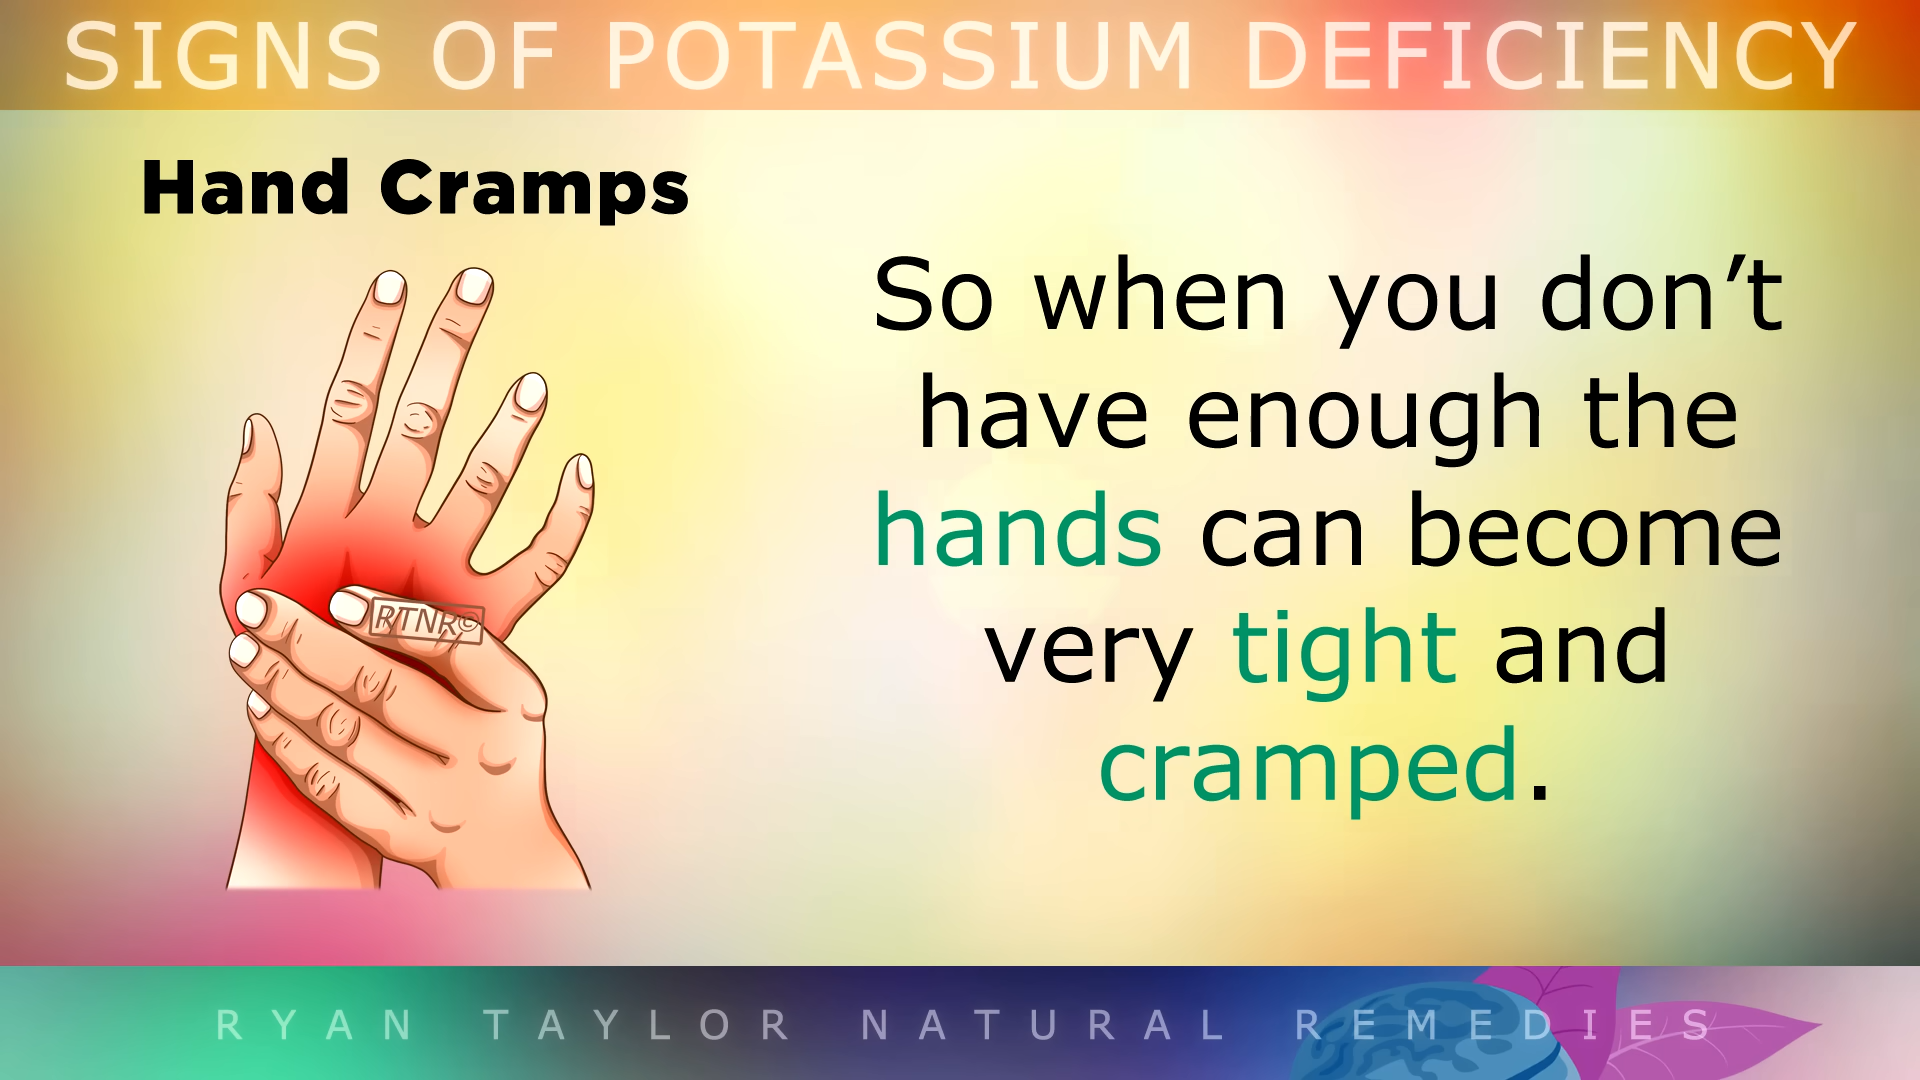 SIGNS OF POTASSIUM DEFICIENCY
Hand Cramps
So when you don’t
have enough the
hands can become
very tight and
cramped.
RTNR©
RYAN TAYLOR NATURAL REMEDIES